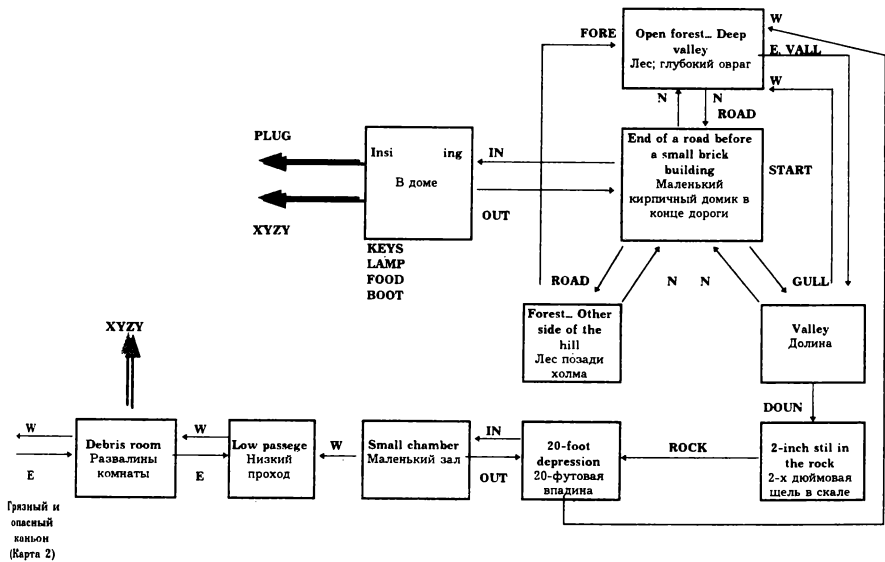 W
FORE
Open forest... Deep
valley
Лес; глубокий овраг
E. VALL
W
N
N
ROAD
PLUG
Insi ing
В доме
IN
End of a road before
a small brick
building
Маленький
кирпичный домик в
конце дороги
START
XYZY
OUT
KEYS
LAMP
FOOD
BOOT
ROAD
N
N
GULL
Forest... Other
side of the
hill
Лес позади
холма
Valley
Долина
XYZY
DOUN
W
Debris room
Развалины
комнаты
W
Low passege
Низкий
проход
W
Small chamber
Маленький зал
IN
20-foot
depression
20-футовая
впадина
ROCK
2-inch stil in
the rock
2-х дюймовая
щель в скале
E
E
OUT
Грязный и
опасный
каньон
(Карта 2)